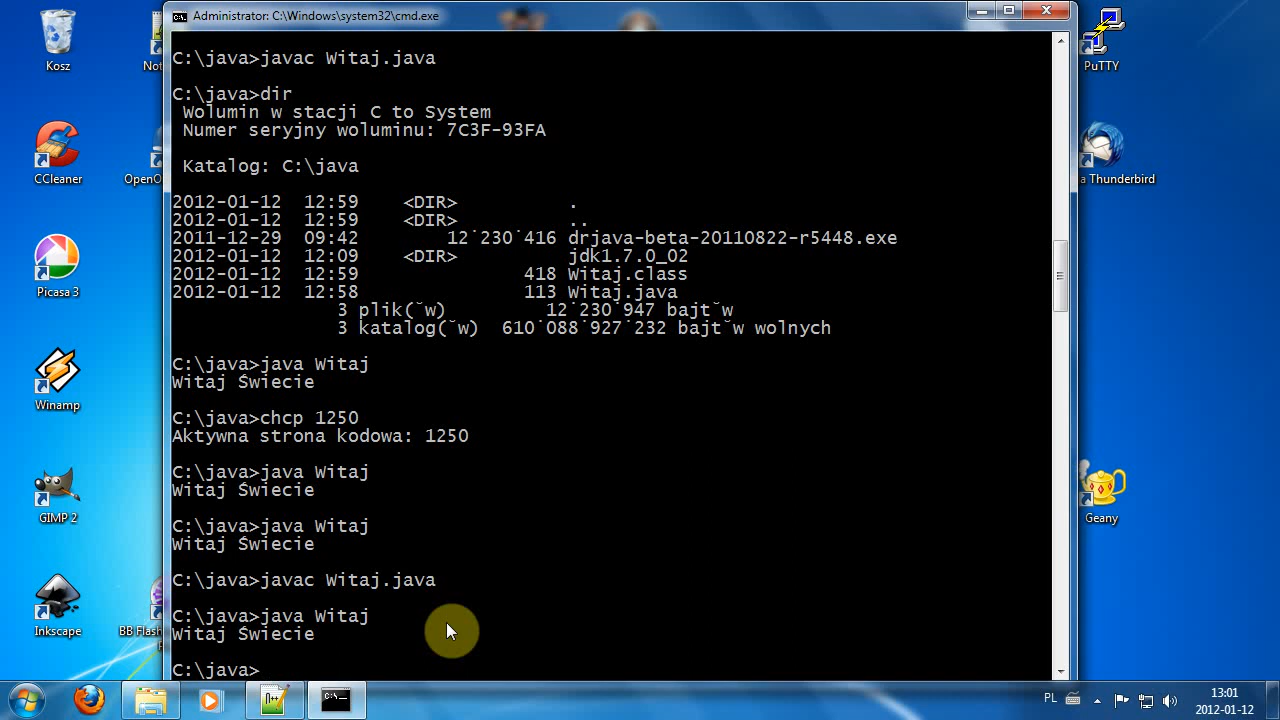 Administrator: C:\Windows\system32\cmd.exe
C:\java>javac Witaj.java
C:\java>dir
Wolumin w stacji C to System
Numer seryjny woluminu: 7C3F-93FA
Katalog: C:\java
2012-01-12 12:59 <DIR> .
2012-01-12 12:59 <DIR> ..
2011-12-29 09:42 12˙230˙416 drjava-beta-20110822-r5448.exe
2012-01-12 12:09 <DIR> jdk1.7.0_02
2012-01-12 12:59 418 Witaj.class
2012-01-12 12:58 113 Witaj.java
3 plik(˘w) 12˙230˙947 bajt˘w
3 katalog(˘w) 610˙088˙927˙232 bajt˘w wolnych
C:\java>java Witaj
Witaj Świecie
C:\java>chcp 1250
Aktywna strona kodowa: 1250
C:\java>java Witaj
Witaj Świecie
C:\java>java Witaj
Witaj Świecie
C:\java>javac Witaj.java
C:\java>java Witaj
Witaj Świecie
C:\java>
Kosz
Not
CCleaner
OpenO
Picasa 3
Winamp
GIMP 2
Inkscape
BB Flash
PuTTY
a Thunderbird
Geany
PL
13:01
2012-01-12